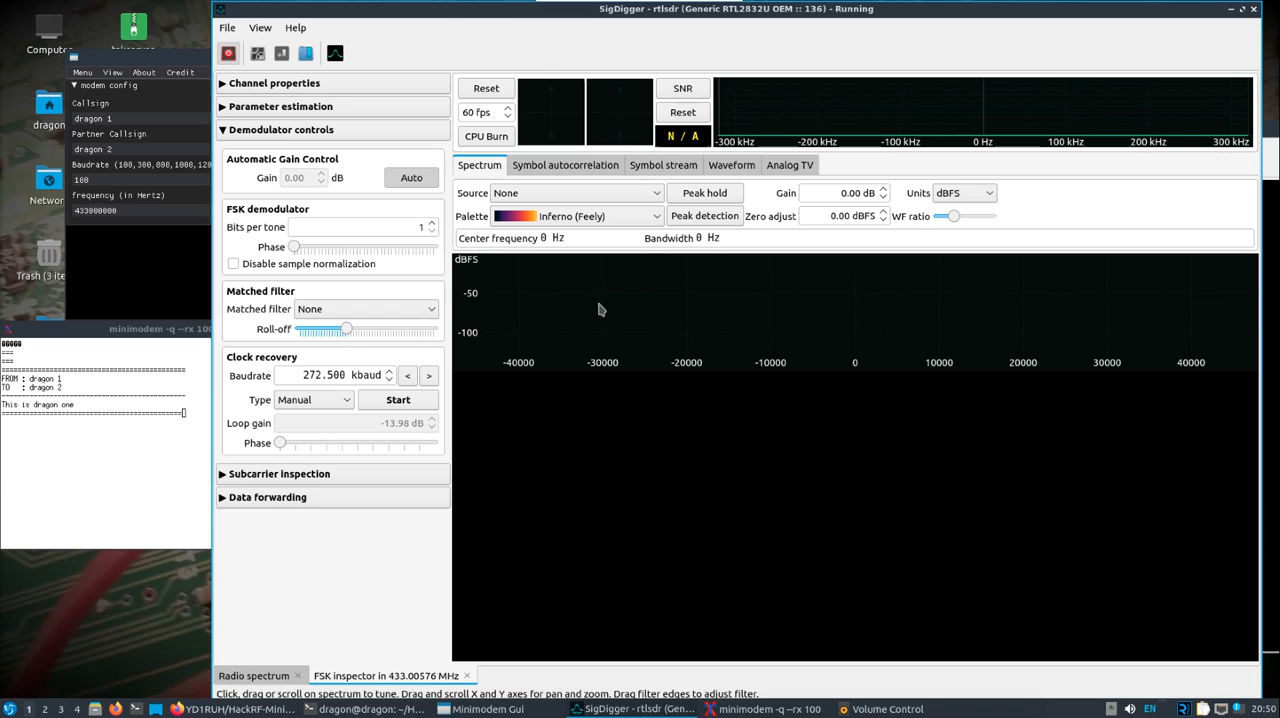 SigDigger - rtlsdr (Generic RTL2832U OEM :: 136) - Running
File View Help
Computer
Menu View About Credit
▼ modem config
Callsign
dragon 1
Partner Callsign
dragon 2
Baudrate (100,300,800,1000,120
100
frequency (in Hertz)
433000000
dragon
Network
Trash (3 ite
minimodem -q --rx 100
00000
===
===
FROM : dragon 1
TO : dragon 2
This is dragon one
Channel properties
Parameter estimation
Demodulator controls
Automatic Gain Control
Gain 0.00 dB Auto
FSK demodulator
Bits per tone 1
Phase
Disable sample normalization
Matched filter
Matched filter None
Roll-off
Clock recovery
Baudrate 272.500 kbaud < >
Type Manual Start
Loop gain -13.98 dB
Phase
Subcarrier inspection
Data forwarding
Reset SNR
60 fps Reset
CPU Burn N / A
-300 kHz -200 kHz -100 kHz 0 Hz 100 kHz 200 kHz 300 kHz
Spectrum Symbol autocorrelation Symbol stream Waveform Analog TV
Source None Peak hold Gain 0.00 dB Units dBFS
Palette Inferno (Feely) Peak detection Zero adjust 0.00 dBFS WF ratio
Center frequency 0 Hz Bandwidth 0 Hz
dBFS
-50
-100
-40000 -30000 -20000 -10000 0 10000 20000 30000 40000
Radio spectrum × FSK inspector in 433.00576 MHz ×
Click, drag or scroll on spectrum to tune. Drag and scroll X and Y axes for pan and zoom. Drag filter edges to adjust filter.
1 2 3 4 YD1RUH/HackRF-Mini... dragon@dragon: ~/H... Minimodem Gui SigDigger - rtlsdr (Gen... minimodem -q --rx 100 Volume Control EN 20:50